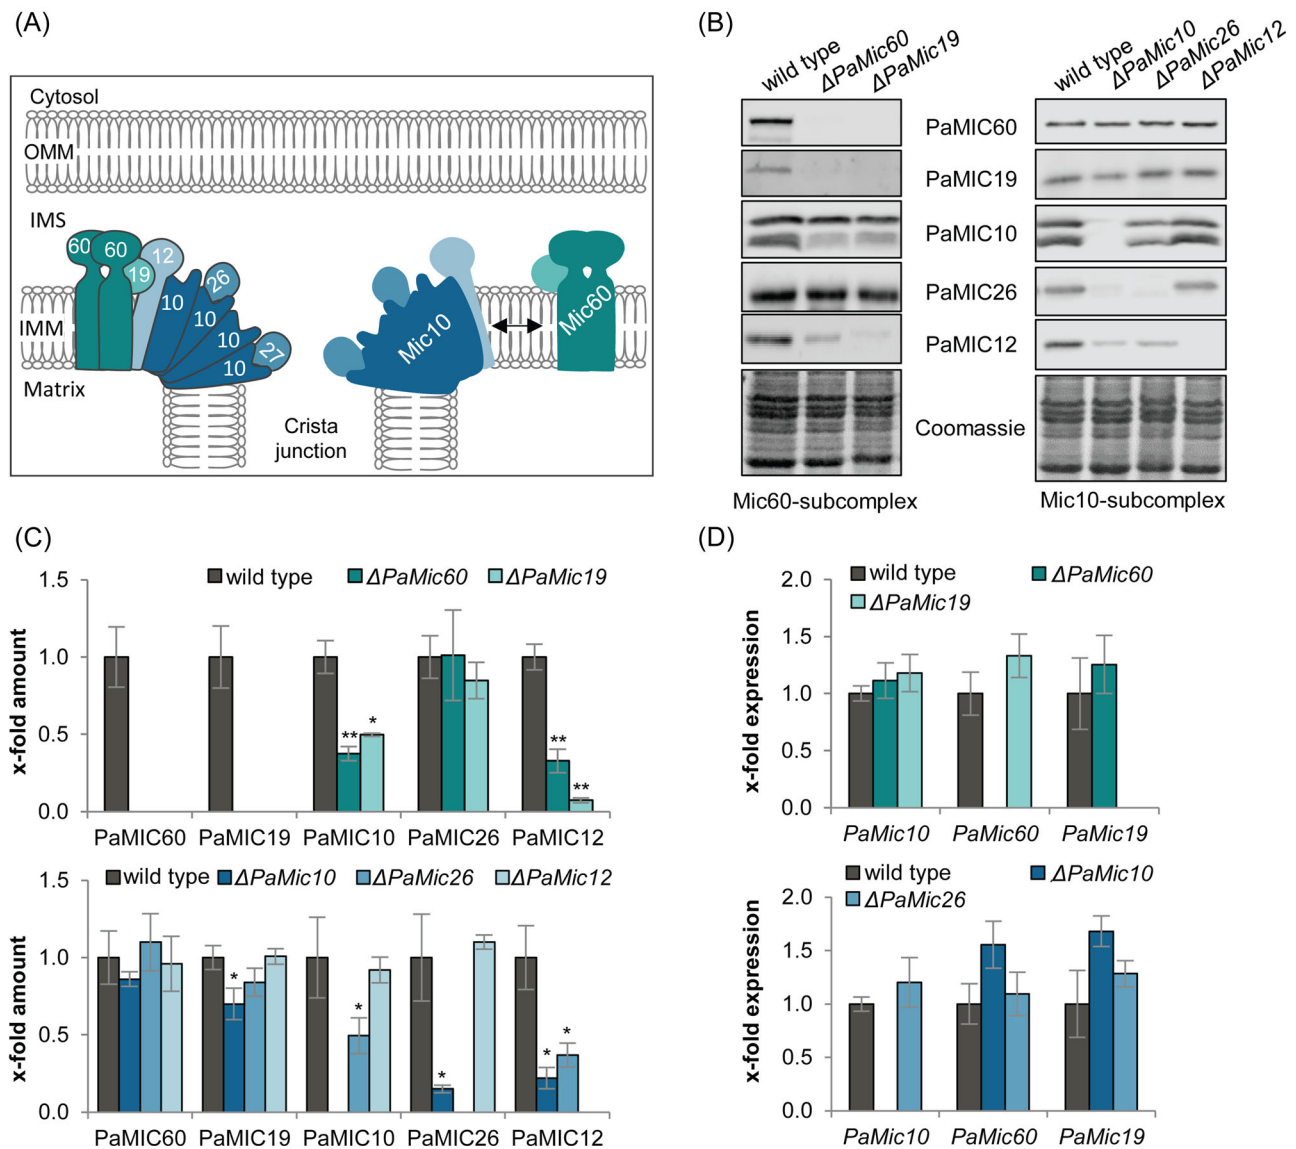 (A)
Cytosol
OMM
IMS
60
60
12
19
10
26
10
10
10
27
IMM
Matrix
Mic10
Mic60
Crista
junction
(B)
wild type
ΔPaMic60
ΔPaMic19
wild type
ΔPaMic10
ΔPaMic26
ΔPaMic12
PaMIC60
PaMIC19
PaMIC10
PaMIC26
PaMIC12
Coomassie
Mic60-subcomplex
Mic10-subcomplex
(C)
wild type ΔPaMic60 ΔPaMic19
x-fold amount
1.5
1.0
0.5
0.0
** *
** **
PaMIC60 PaMIC19 PaMIC10 PaMIC26 PaMIC12
wild type ΔPaMic10 ΔPaMic26 ΔPaMic12
x-fold amount
1.5
1.0
0.5
0.0
*
*
*
* *
PaMIC60 PaMIC19 PaMIC10 PaMIC26 PaMIC12
(D)
wild type ΔPaMic60
ΔPaMic19
x-fold expression
2.0
1.5
1.0
0.5
0.0
PaMic10 PaMic60 PaMic19
wild type ΔPaMic10
ΔPaMic26
x-fold expression
2.0
1.5
1.0
0.5
0.0
PaMic10 PaMic60 PaMic19